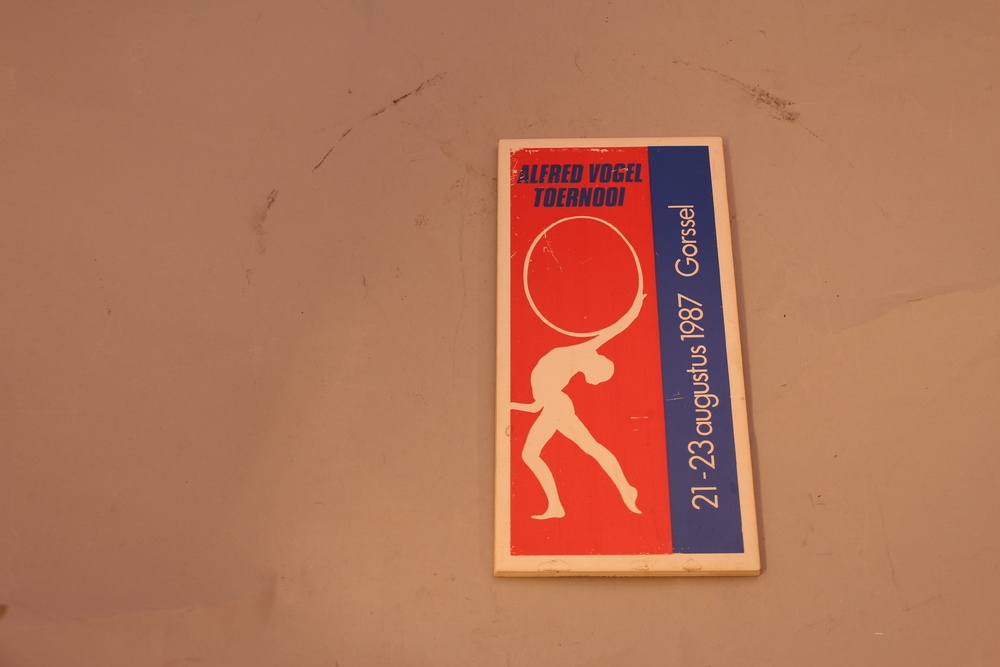 ALFRED VOGEL
TOERNOOI
21 - 23 augustus 1987 Gorssel